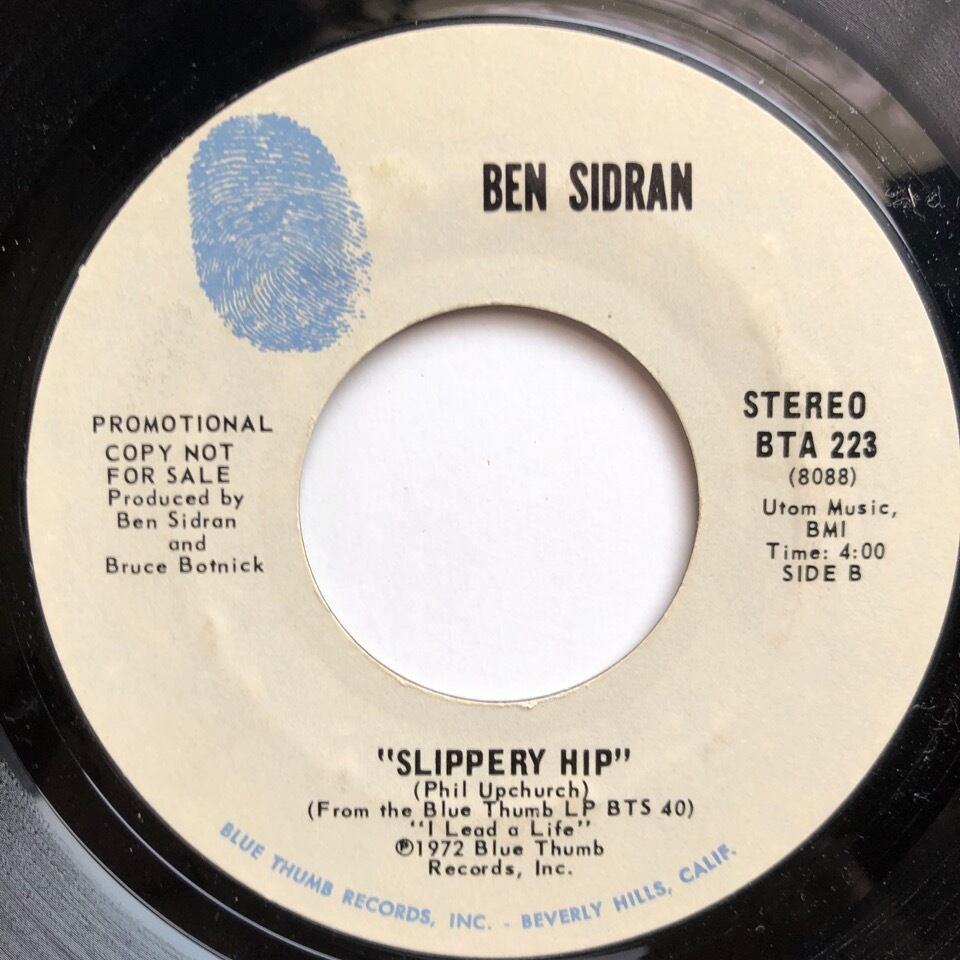 BEN SIDRAN
PROMOTIONAL
COPY NOT
FOR SALE
Produced by
Ben Sidran
and
Bruce Botnick
STEREO
BTA 223
(8088)
Utom Music,
BMI
Time: 4:00
SIDE B
"SLIPPERY HIP"
(Phil Upchurch)
(From the Blue Thumb LP BTS 40)
"I Lead a Life"
℗1972 Blue Thumb
Records, Inc.
BLUE THUMB RECORDS, INC. - BEVERLY HILLS, CALIF.